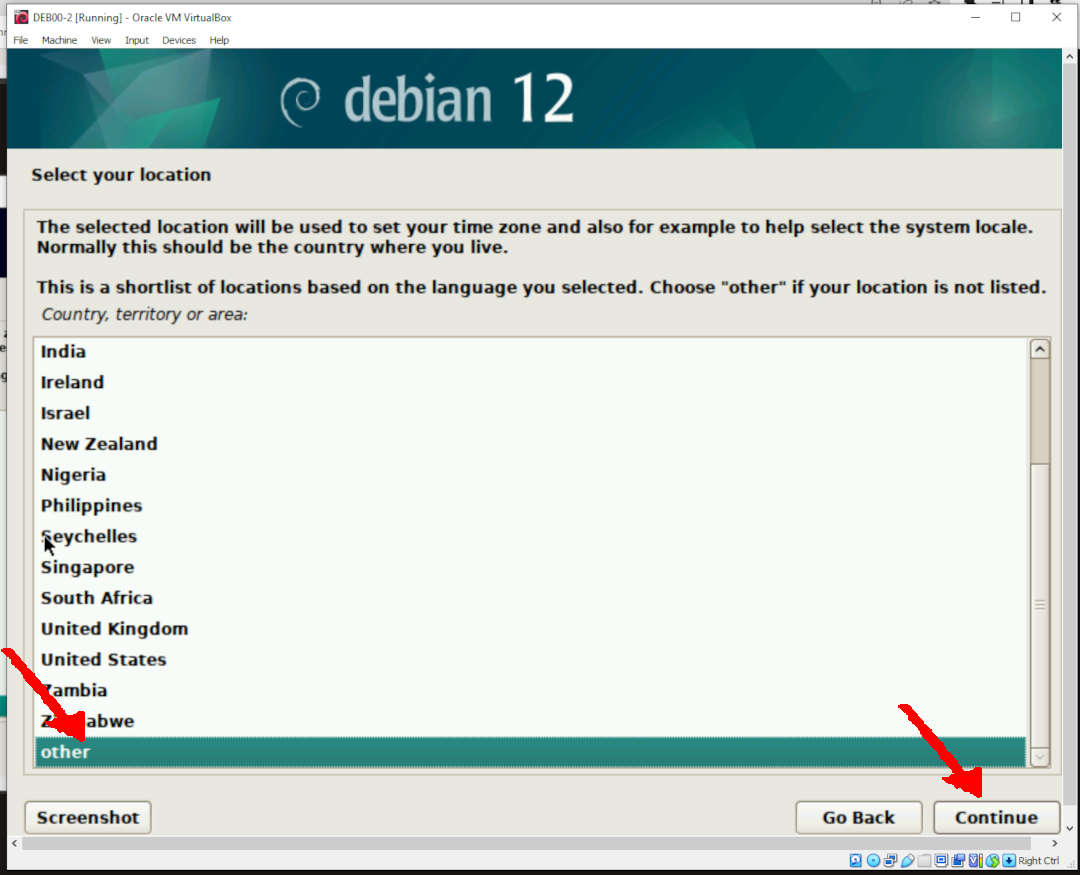 DEB00-2 [Running] - Oracle VM VirtualBox
File Machine View Input Devices Help
debian 12
Select your location
The selected location will be used to set your time zone and also for example to help select the system locale.
Normally this should be the country where you live.
This is a shortlist of locations based on the language you selected. Choose "other" if your location is not listed.
Country, territory or area:
India
Ireland
Israel
New Zealand
Nigeria
Philippines
Seychelles
Singapore
South Africa
United Kingdom
United States
Zambia
Zimbabwe
other
Screenshot Go Back Continue
Right Ctrl